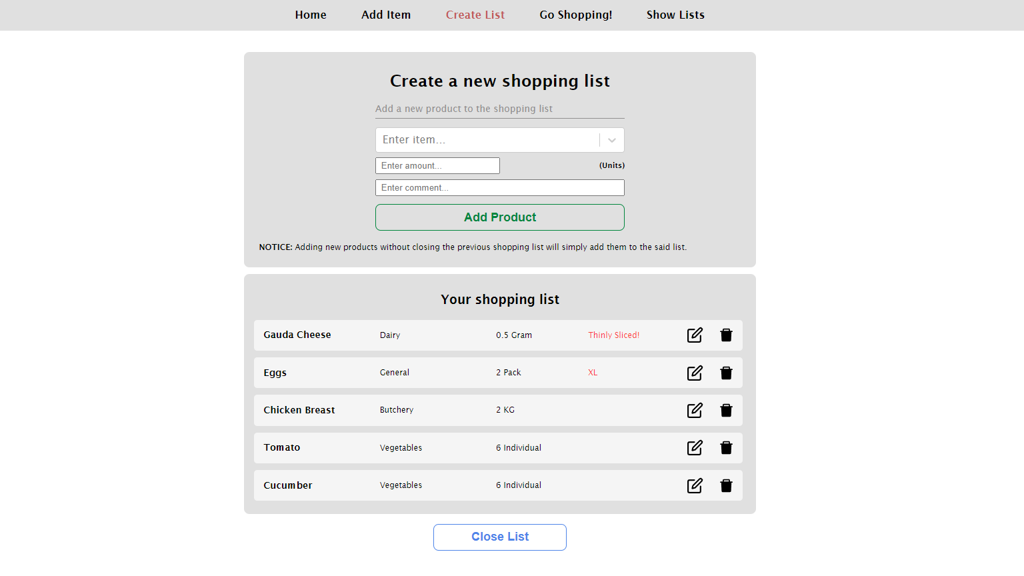 Home Add Item Create List Go Shopping! Show Lists
Create a new shopping list
Add a new product to the shopping list
Enter item...
Enter amount... (Units)
Enter comment...
Add Product
NOTICE: Adding new products without closing the previous shopping list will simply add them to the said list.
Your shopping list
Gauda Cheese Dairy 0.5 Gram Thinly Sliced!
Eggs General 2 Pack XL
Chicken Breast Butchery 2 KG
Tomato Vegetables 6 Individual
Cucumber Vegetables 6 Individual
Close List